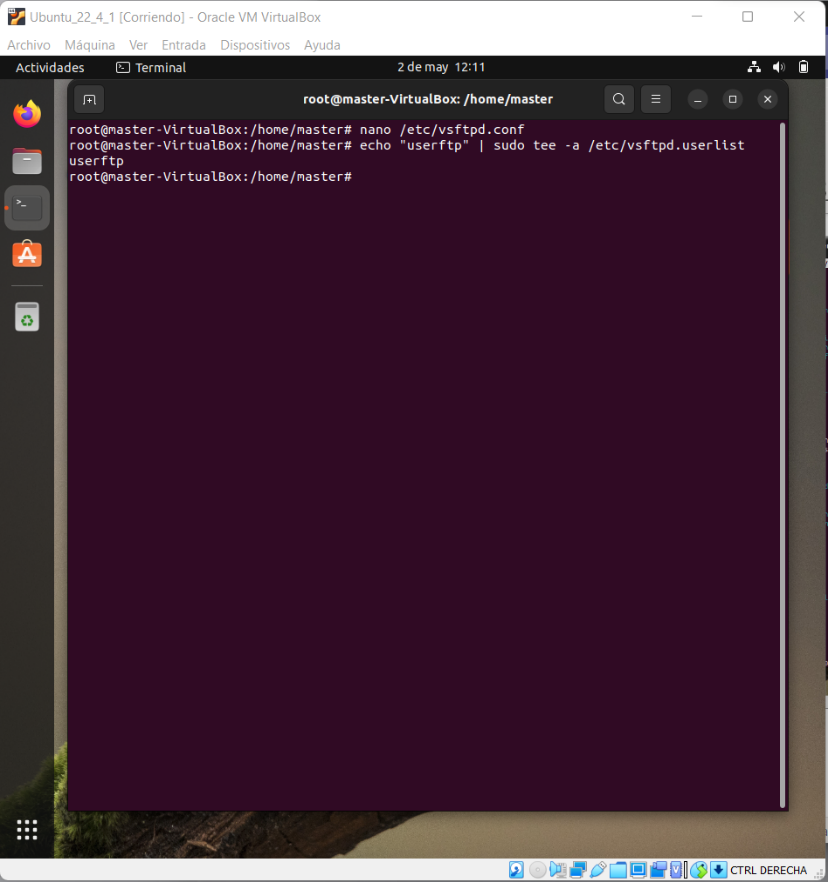 Ubuntu_22_4_1 [Corriendo] - Oracle VM VirtualBox
Archivo Máquina Ver Entrada Dispositivos Ayuda
Actividades Terminal 2 de may 12:11
root@master-VirtualBox: /home/master
root@master-VirtualBox:/home/master# nano /etc/vsftpd.conf
root@master-VirtualBox:/home/master# echo "userftp" | sudo tee -a /etc/vsftpd.userlist
userftp
root@master-VirtualBox:/home/master#
CTRL DERECHA